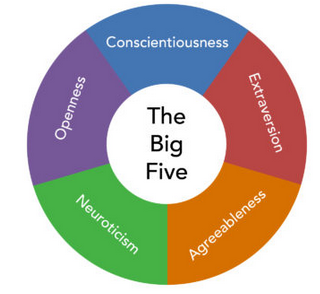 Conscientiousness
Extraversion
Agreeableness
Neuroticism
Openness
The
Big
Five